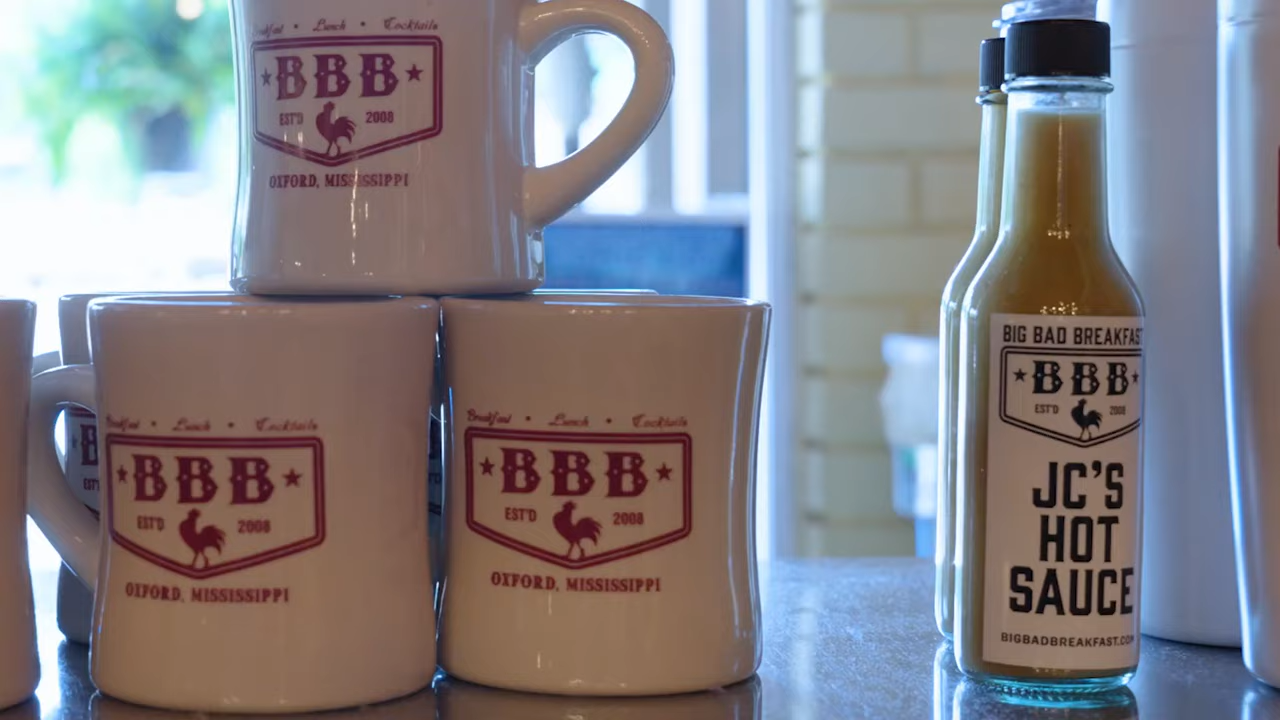 Breakfast • Lunch • Cocktails
BBB
EST'D 2008
OXFORD, MISSISSIPPI
Breakfast • Lunch • Cocktails
BBB
EST'D 2008
OXFORD, MISSISSIPPI
Breakfast • Lunch • Cocktails
BBB
EST'D 2008
OXFORD, MISSISSIPPI
BIG BAD BREAKFAST
BBB
EST'D 2008
JC'S
HOT
SAUCE
BIGBADBREAKFAST.COM